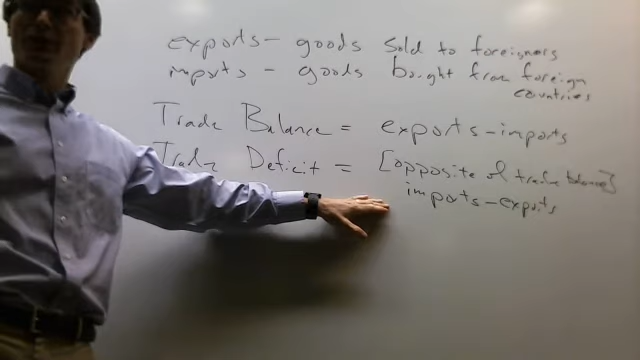 exports - goods sold to foreigners
imports - goods bought from foreign
countries
Trade Balance = exports - imports
Trade Deficit = [opposite of trade balance]
imports - exports